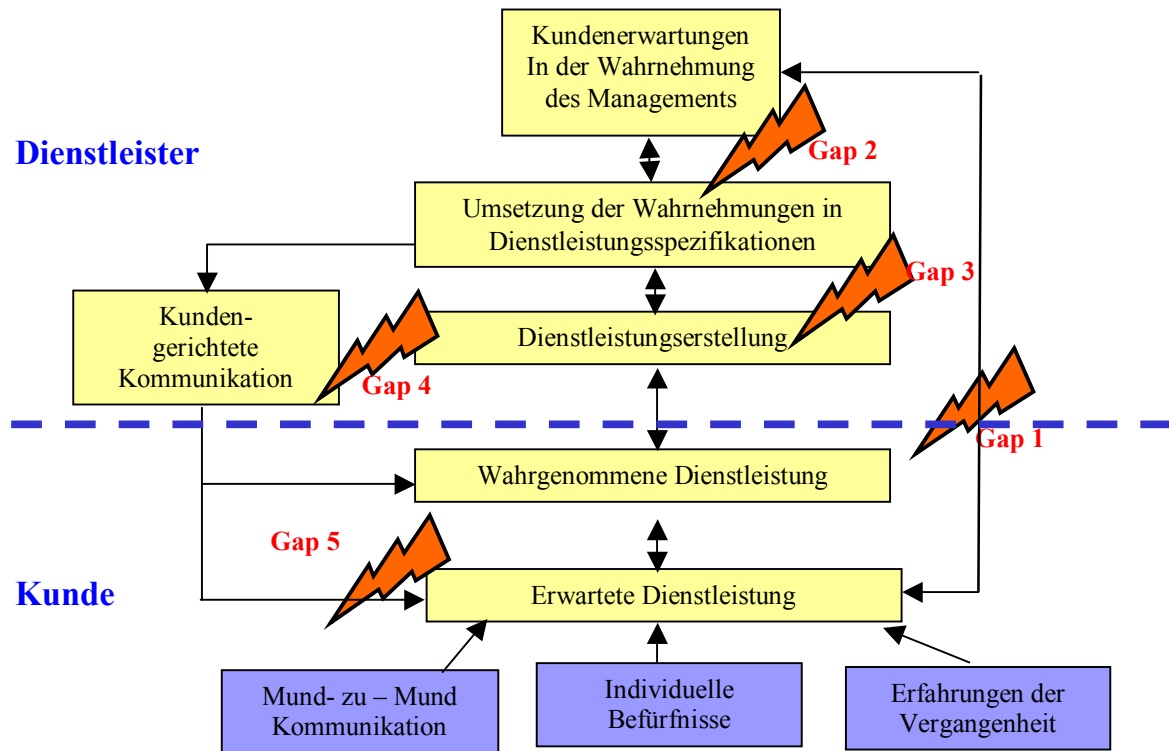 Kundenerwartungen
In der Wahrnehmung
des Managements
Dienstleister
Gap 2
Umsetzung der Wahrnehmungen in
Dienstleistungsspezifikationen
Gap 3
Kunden-
gerichtete
Kommunikation
Dienstleistungserstellung
Gap 4
Gap 1
Wahrgenommene Dienstleistung
Gap 5
Kunde
Erwartete Dienstleistung
Mund- zu – Mund
Kommunikation
Individuelle
Befürfnisse
Erfahrungen der
Vergangenheit